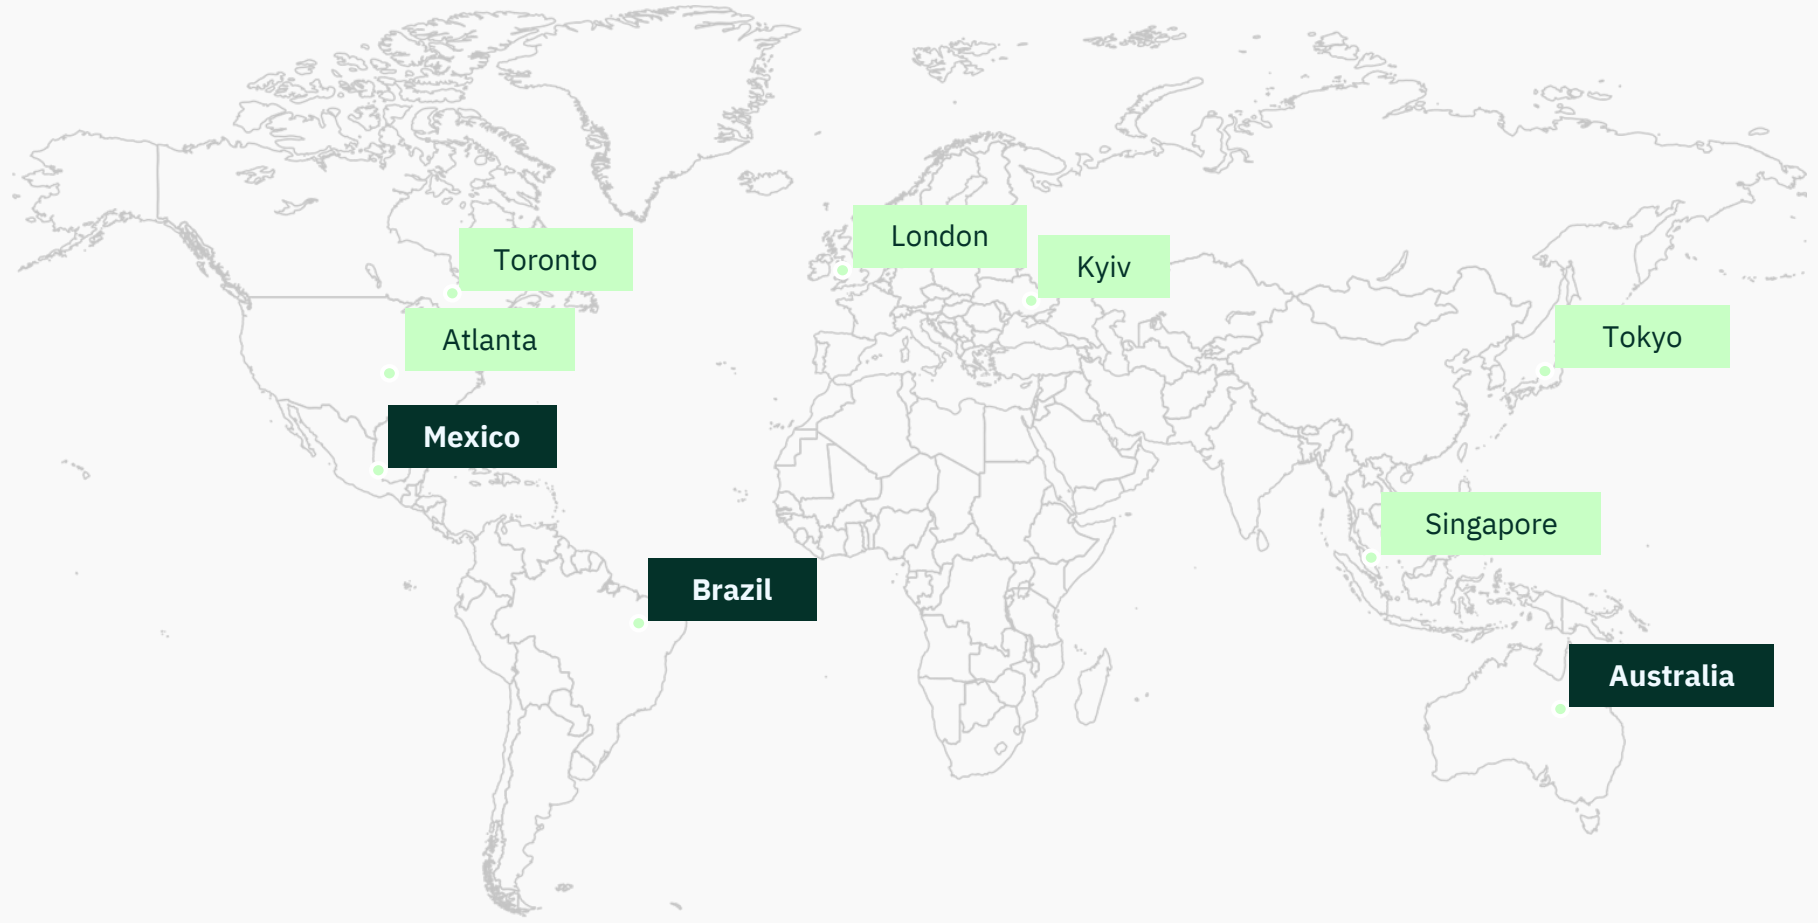 London
Toronto
Kyiv
Tokyo
Atlanta
Mexico
Singapore
Brazil
Australia